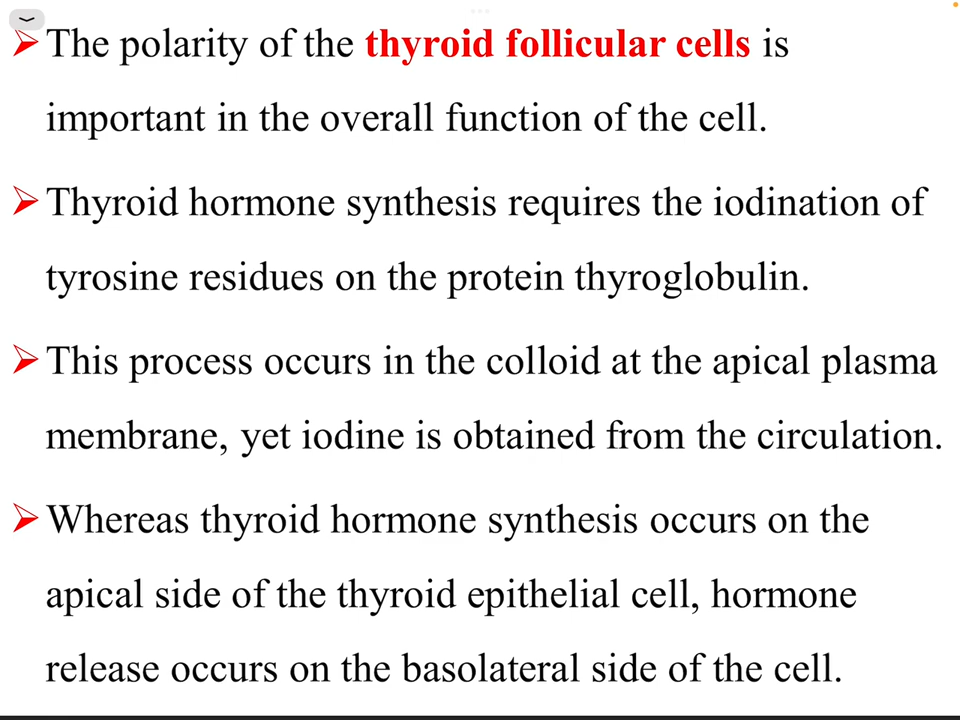 ➢The polarity of the thyroid follicular cells is
important in the overall function of the cell.
➢Thyroid hormone synthesis requires the iodination of
tyrosine residues on the protein thyroglobulin.
➢This process occurs in the colloid at the apical plasma
membrane, yet iodine is obtained from the circulation.
➢Whereas thyroid hormone synthesis occurs on the
apical side of the thyroid epithelial cell, hormone
release occurs on the basolateral side of the cell.